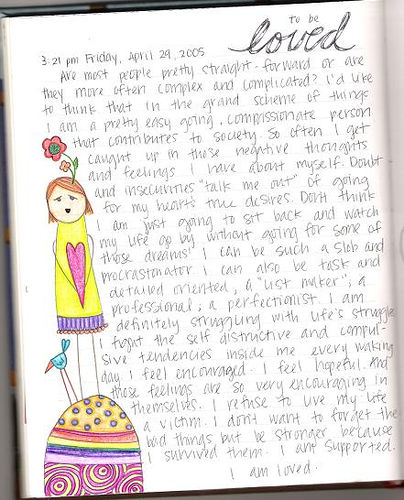 to be
loved
3:21 pm Friday, April 29, 2005
Are most people pretty straight-forward or are
they more often complex and complicated? I'd like
to think that in the grand scheme of things
I am a pretty easy going, compassionate person
that contributes to society. So often I get
caught up in those negative thoughts
and feelings I have about myself. Doubt
and insecurities "talk me out" of going
for my heart's true desires. Don't think
I am just going to sit back and watch
my life go by without going for some of
those dreams! I can be such a slob and
procrastinator. I can also be task and
detailed oriented, a "list maker"; a
professional; a perfectionist. I am
definitely struggling with life's struggles
I fight the self distructive and compul-
sive tendencies inside me every waking
day. I feel encouraged. I feel hopeful. And
those feelings are so very encouraging in
themselves. I refuse to live my life
a victim. I don't want to forget the
bad things but be stronger because
I survived them. I am supported.
I am loved.